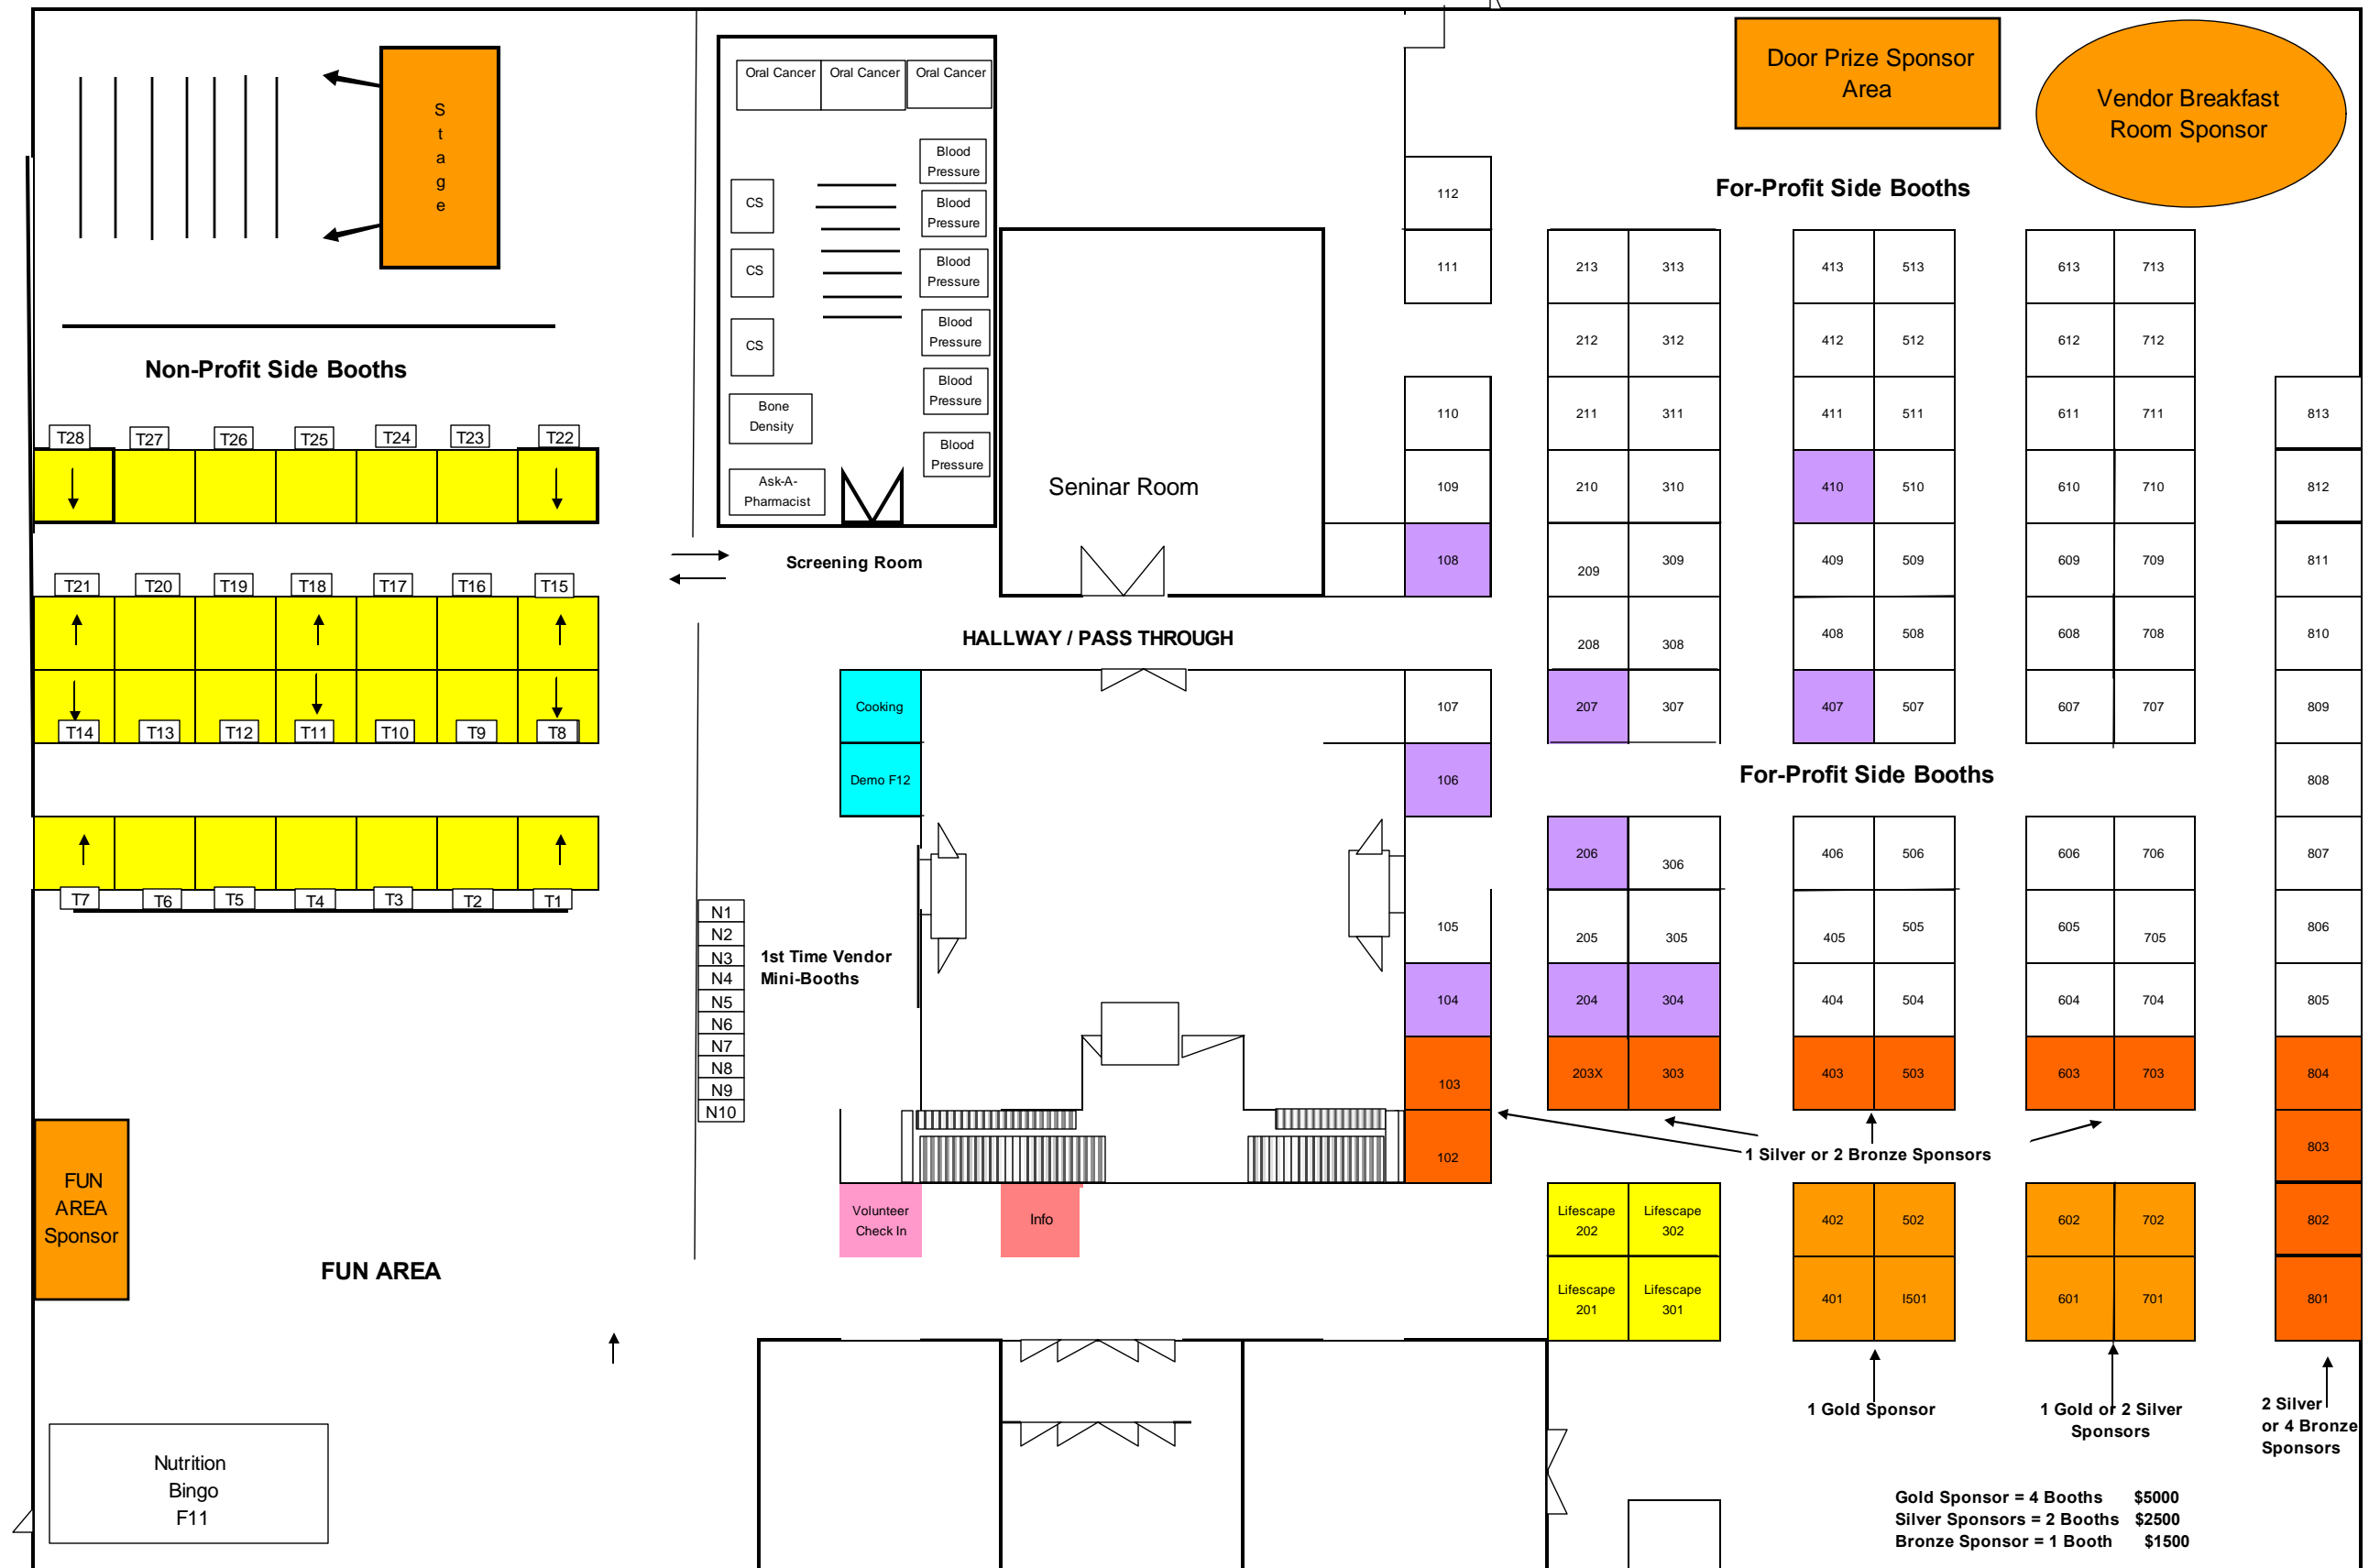 Door Prize Sponsor
Area
Vendor Breakfast
Room Sponsor
S
t
a
g
e
Oral Cancer
Oral Cancer
Oral Cancer
Blood
Pressure
Blood
Pressure
Blood
Pressure
Blood
Pressure
Blood
Pressure
Blood
Pressure
CS
CS
CS
Bone
Density
Ask-A-
Pharmacist
Seninar Room
Screening Room
HALLWAY / PASS THROUGH
Non-Profit Side Booths
T28 T27 T26 T25 T24 T23 T22
T21 T20 T19 T18 T17 T16 T15
T14 T13 T12 T11 T10 T9 T8
T7 T6 T5 T4 T3 T2 T1
Cooking
Demo F12
N1
N2
N3
N4
N5
N6
N7
N8
N9
N10
1st Time Vendor
Mini-Booths
FUN
AREA
Sponsor
FUN AREA
Nutrition
Bingo
F11
Volunteer
Check In
Info
For-Profit Side Booths
112
111
110
109
108
107
106
105
104
103
102
213 313 413 513 613 713
212 312 412 512 612 712
211 311 411 511 611 711 813
210 310 410 510 610 710 812
209 309 409 509 609 709 811
208 308 408 508 608 708 810
207 307 407 507 607 707 809
For-Profit Side Booths
808
206 306 406 506 606 706 807
205 305 405 505 605 705 806
204 304 404 504 604 704 805
203X 303 403 503 603 703 804
1 Silver or 2 Bronze Sponsors
803
Lifescape
202
Lifescape
302
402 502 602 702 802
Lifescape
201
Lifescape
301
401 I501 601 701 801
1 Gold Sponsor
1 Gold or 2 Silver
Sponsors
2 Silver
or 4 Bronze
Sponsors
Gold Sponsor = 4 Booths $5000
Silver Sponsors = 2 Booths $2500
Bronze Sponsor = 1 Booth $1500